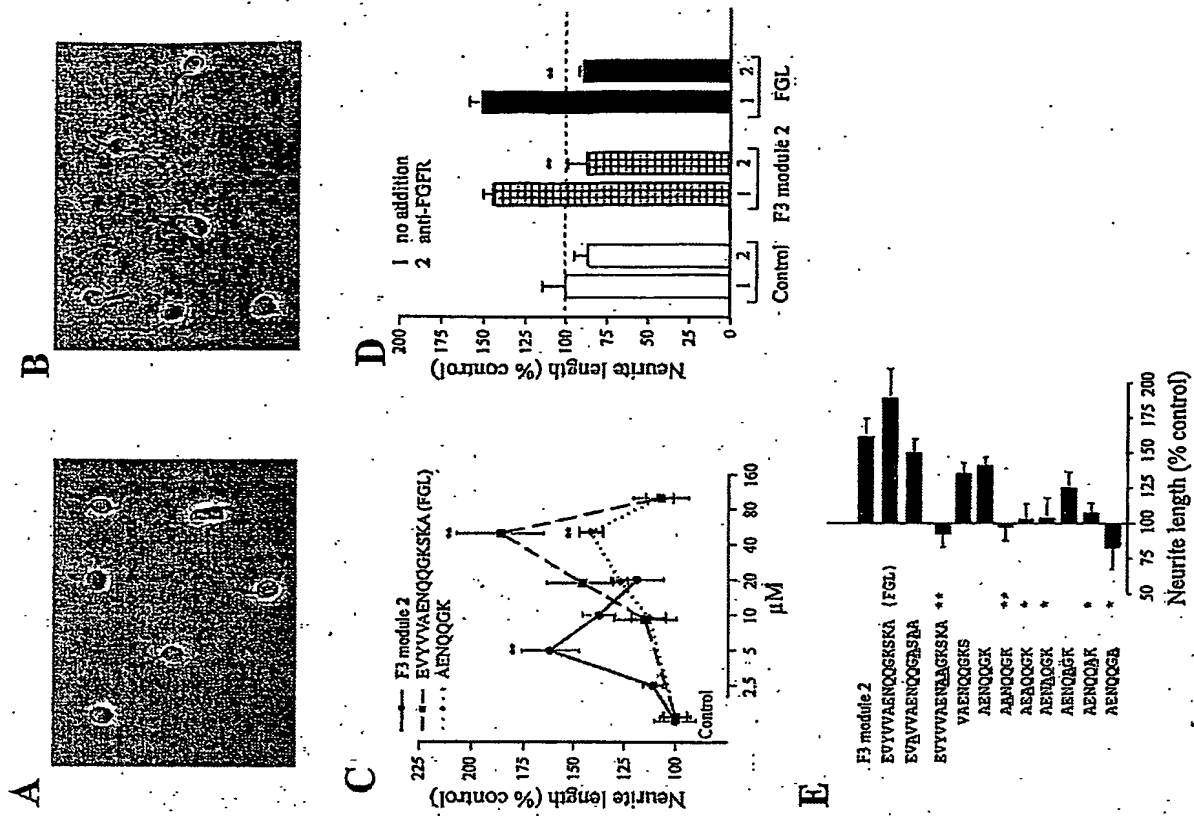 A
B
C
Neurite length (% control)
225
200
175
150
125
100
F3 module 2
EVYVVAENQQGKSKA (FGL)
AENQQGK
**
**
**
Control
2.5
5
10
20
40
80
160
µM
D
Neurite length (% control)
200
175
150
125
100
75
50
25
0
1 no addition
2 anti-FGFR
**
**
1 2
1 2
1 2
Control
F3 module 2
FGL
E
F3 module 2
EVYVVAENQQGKSKA (FGL)
EVAVVAENQQGASAA
EVYVVAENAAGKSKA **
VAENQQGKS
AENQQGK
AANQQGK **
AEAQQGK *
AENAQGK *
AENQAGK
AENQQAK *
AENQQGA *
50 75 100 125 150 175 200
Neurite length (% control)